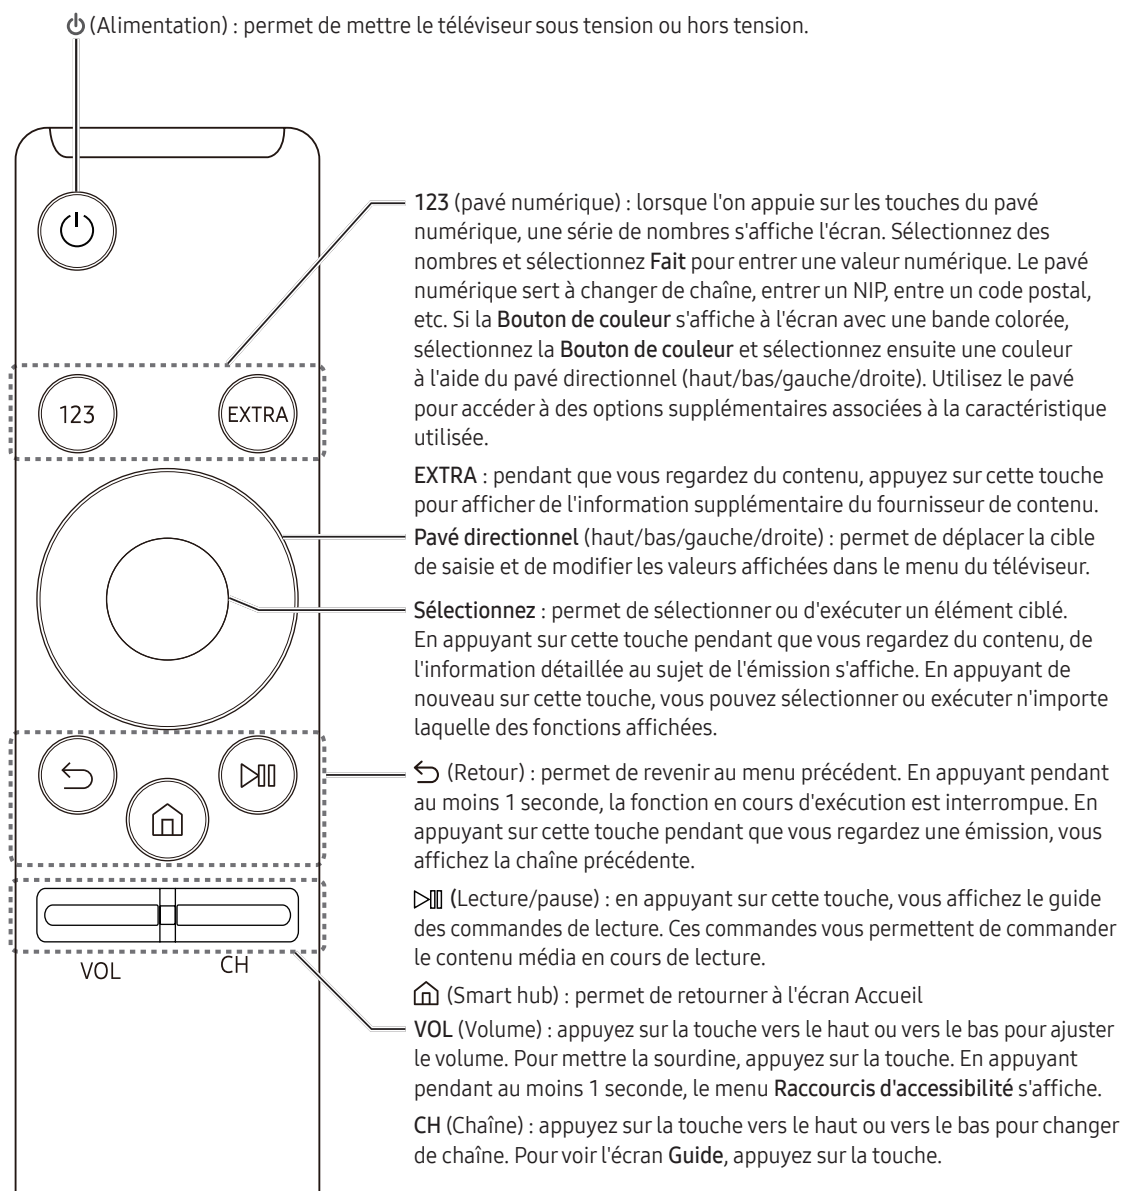 (Alimentation) : permet de mettre le téléviseur sous tension ou hors tension.
123 (pavé numérique) : lorsque l'on appuie sur les touches du pavé
numérique, une série de nombres s'affiche l'écran. Sélectionnez des
nombres et sélectionnez Fait pour entrer une valeur numérique. Le pavé
numérique sert à changer de chaîne, entrer un NIP, entre un code postal,
etc. Si la Bouton de couleur s'affiche à l'écran avec une bande colorée,
sélectionnez la Bouton de couleur et sélectionnez ensuite une couleur
à l'aide du pavé directionnel (haut/bas/gauche/droite). Utilisez le pavé
pour accéder à des options supplémentaires associées à la caractéristique
utilisée.
123
EXTRA
EXTRA : pendant que vous regardez du contenu, appuyez sur cette touche
pour afficher de l'information supplémentaire du fournisseur de contenu.
Pavé directionnel (haut/bas/gauche/droite) : permet de déplacer la cible
de saisie et de modifier les valeurs affichées dans le menu du téléviseur.
Sélectionnez : permet de sélectionner ou d'exécuter un élément ciblé.
En appuyant sur cette touche pendant que vous regardez du contenu, de
l'information détaillée au sujet de l'émission s'affiche. En appuyant de
nouveau sur cette touche, vous pouvez sélectionner ou exécuter n'importe
laquelle des fonctions affichées.
(Retour) : permet de revenir au menu précédent. En appuyant pendant
au moins 1 seconde, la fonction en cours d'exécution est interrompue. En
appuyant sur cette touche pendant que vous regardez une émission, vous
affichez la chaîne précédente.
(Lecture/pause) : en appuyant sur cette touche, vous affichez le guide
des commandes de lecture. Ces commandes vous permettent de commander
le contenu média en cours de lecture.
(Smart hub) : permet de retourner à l'écran Accueil
VOL
CH
VOL (Volume) : appuyez sur la touche vers le haut ou vers le bas pour ajuster
le volume. Pour mettre la sourdine, appuyez sur la touche. En appuyant
pendant au moins 1 seconde, le menu Raccourcis d'accessibilité s'affiche.
CH (Chaîne) : appuyez sur la touche vers le haut ou vers le bas pour changer
de chaîne. Pour voir l'écran Guide, appuyez sur la touche.